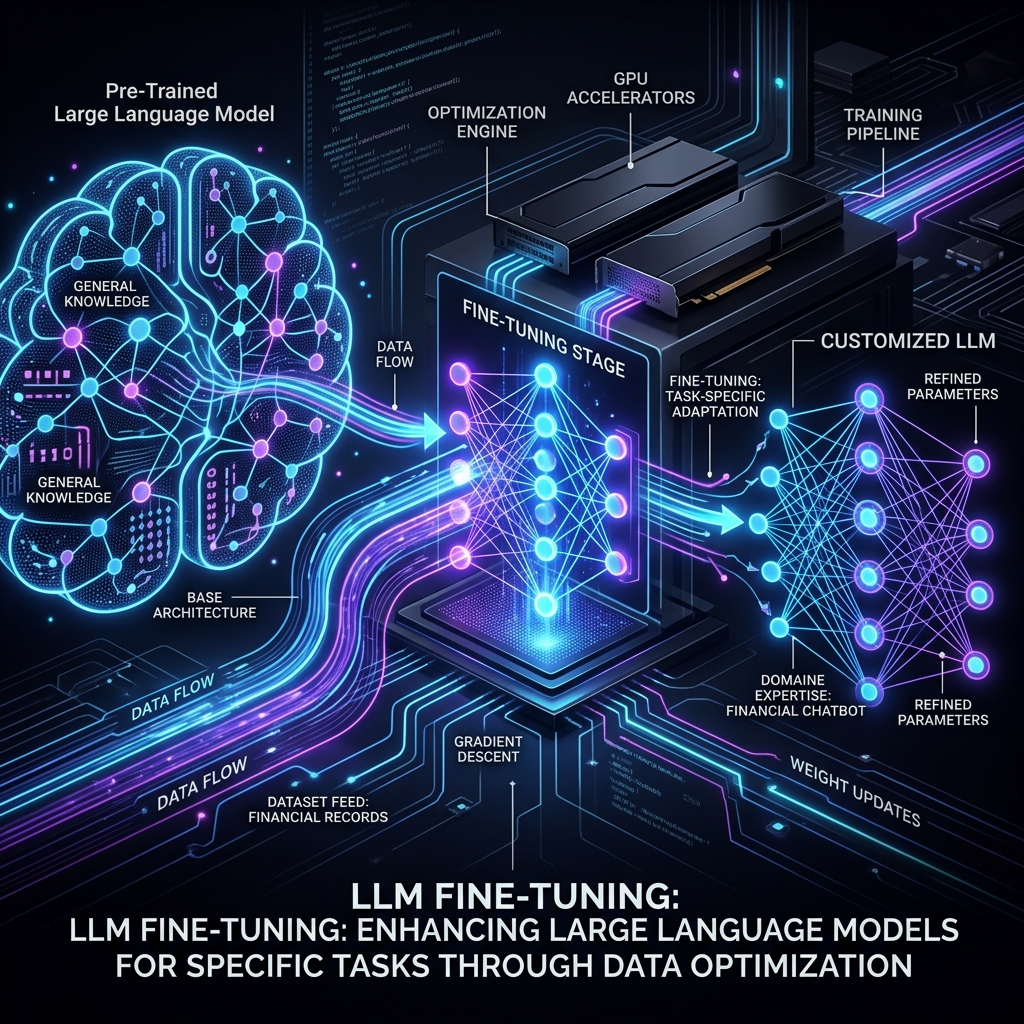 Pre-Trained
Large Language Model
OPTIMIZATION
ENGINE
GPU
ACCELERATORS
TRAINING
PIPELINE
GENERAL
KNOWLEDGE
GENERAL
KNOWLEDGE
DATA
FLOW
FINE-TUNING STAGE
FINE-TUNING:
TASK-SPECIFIC
ADAPTATION
CUSTOMIZED LLM
REFINED
PARAMETERS
BASE
ARCHITECTURE
DATA FLOW
DATA FLOW
DATASET FEED:
FINANCIAL RECORDS
GRADIENT
DESCENT
DOMAINE
EXPERTISE:
FINANCIAL CHATBOT
REFINED
PARAMETERS
WEIGHT UPDATES
LLM FINE-TUNING:
LLM FINE-TUNING: ENHANCING LARGE LANGUAGE MODELS
FOR SPECIFIC TASKS THROUGH DATA OPTIMIZATION